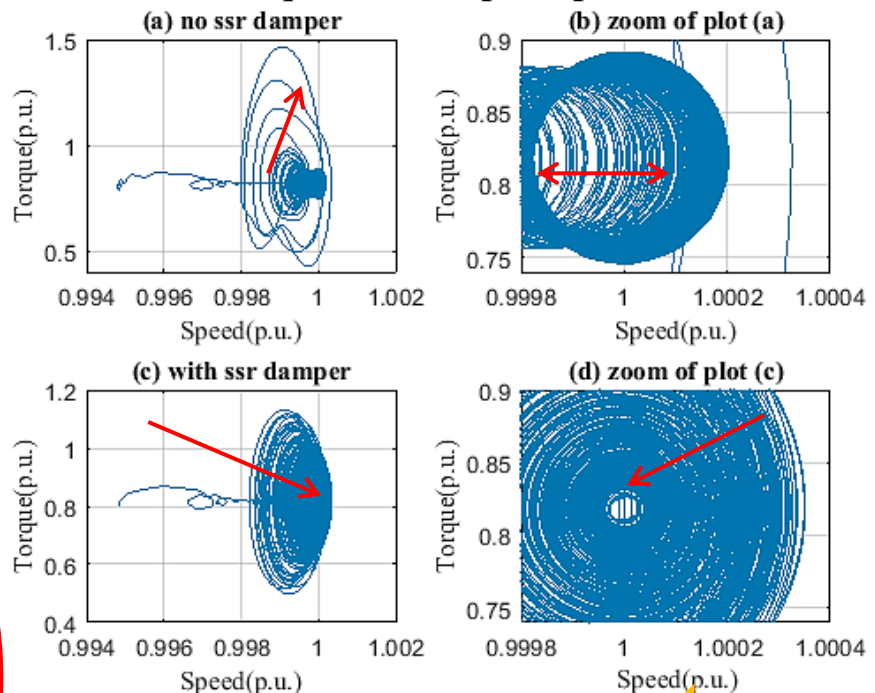 (a) no ssr damper
(b) zoom of plot (a)
1.5
1
0.5
Torque(p.u.)
0.994 0.996 0.998 1 1.002
Speed(p.u.)
0.9
0.85
0.8
0.75
Torque(p.u.)
0.9998 1 1.0002 1.0004
Speed(p.u.)
(c) with ssr damper
(d) zoom of plot (c)
1.2
1
0.8
0.6
0.4
Torque(p.u.)
0.994 0.996 0.998 1 1.002
Speed(p.u.)
0.9
0.85
0.8
0.75
Torque(p.u.)
0.9998 1 1.0002 1.0004
Speed(p.u.)